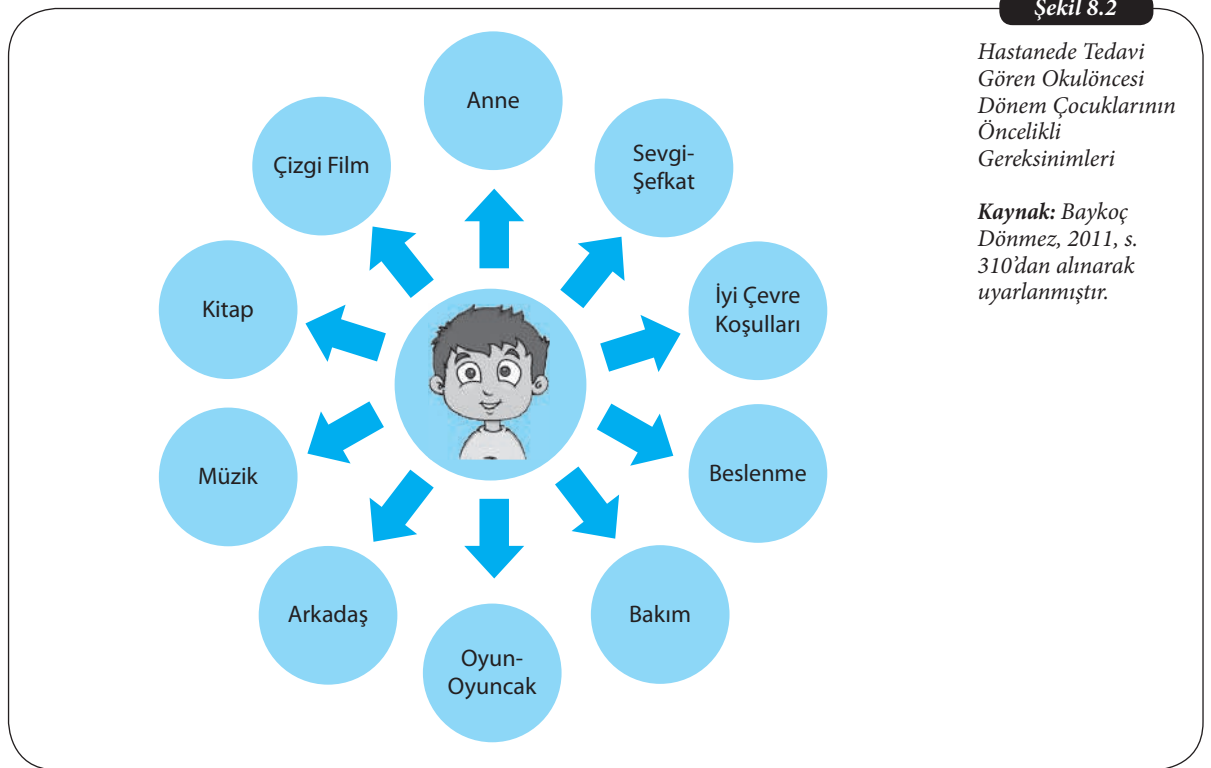 Şekil 8.2
Hastanede Tedavi
Gören Okulöncesi
Dönem Çocuklarının
Öncelikli
Gereksinimleri
Kaynak: Baykoç
Dönmez, 2011, s.
310’dan alınarak
uyarlanmıştır.
Anne
Sevgi-
Şefkat
İyi Çevre
Koşulları
Beslenme
Bakım
Oyun-
Oyuncak
Arkadaş
Müzik
Kitap
Çizgi Film